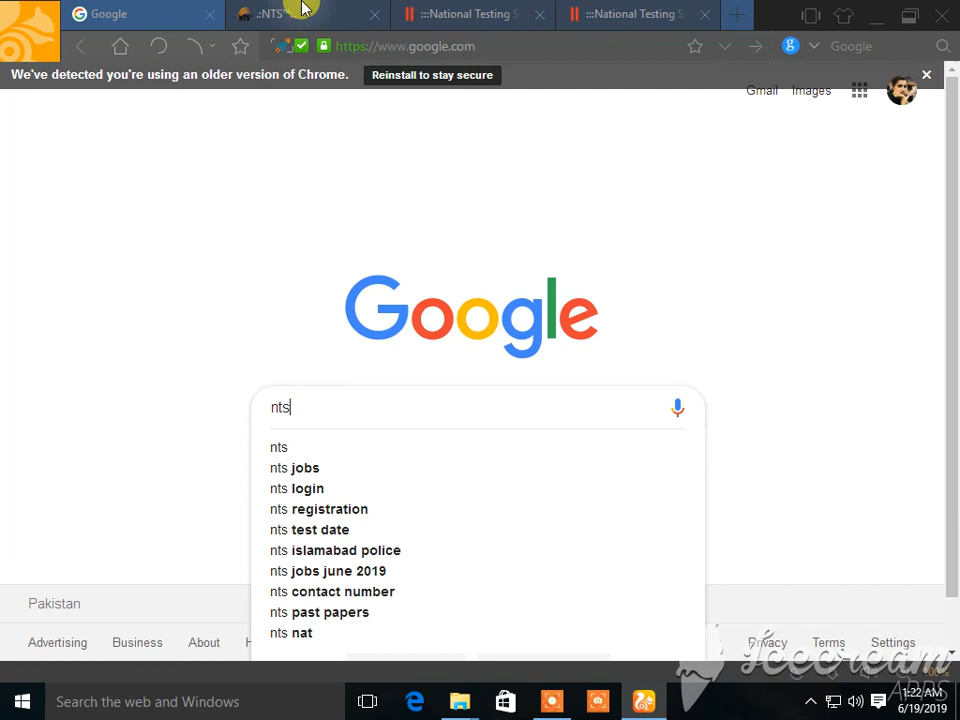 Google
.:NTS™
:::National Testing S
:::National Testing S
https://www.google.com
Google
We've detected you're using an older version of Chrome.
Reinstall to stay secure
Gmail
Images
Google
nts
nts
nts jobs
nts login
nts registration
nts test date
nts islamabad police
nts jobs june 2019
nts contact number
nts past papers
nts nat
Pakistan
Advertising
Business
About
Privacy
Terms
Settings
Icecream
APPS
Search the web and Windows
1:22 AM
6/19/2019